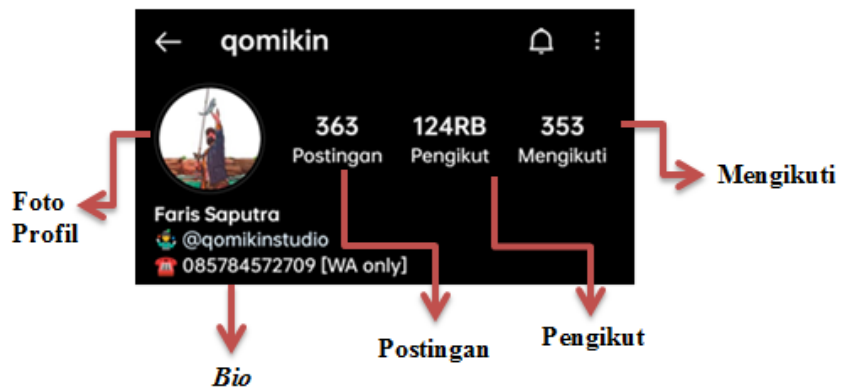 qomikin
363 124RB 353
Postingan Pengikut Mengikuti
Faris Saputra
@qomikinstudio
085784572709 [WA only]
Foto
Profil
Mengikuti
Postingan
Pengikut
Bio